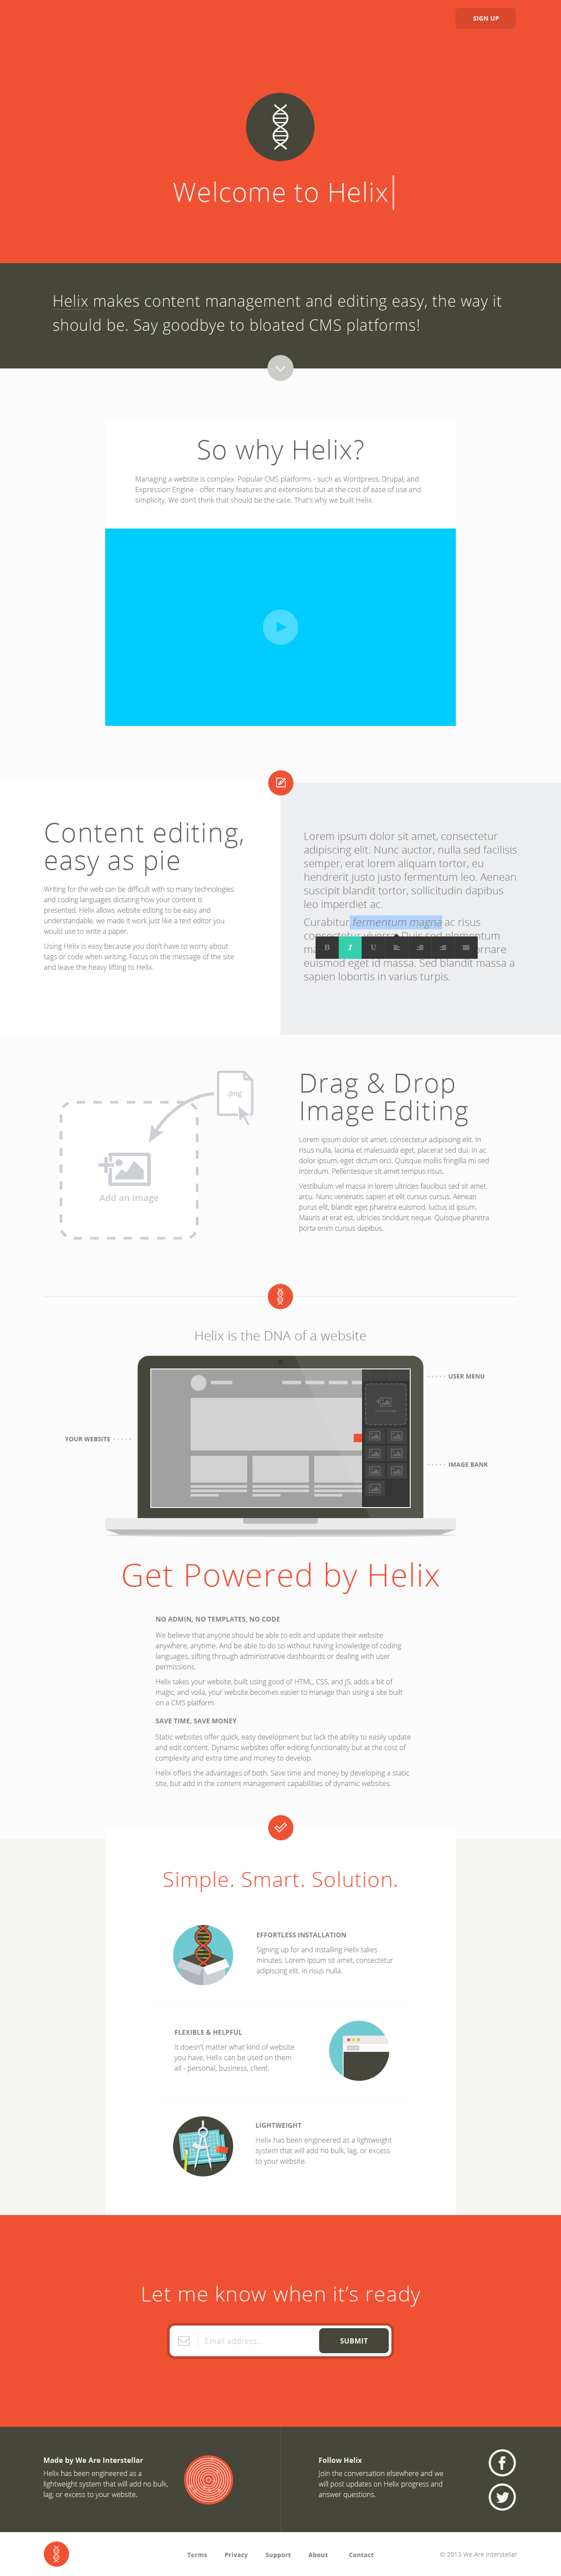 SIGN UP
Welcome to Helix
Helix makes content management and editing easy, the way it
should be. Say goodbye to bloated CMS platforms!
So why Helix?
Managing a website is complex. Popular CMS platforms - such as Wordpress, Drupal, and
Expression Engine - offer many features and extensions but at the cost of ease of use and
simplicity. We don't think that should be the case. That's why we built Helix.
Content editing,
easy as pie
Writing for the web can be difficult with so many technologies
and coding languages dictating how your content is
presented. Helix allows website editing to be easy and
understandable, we made it work just like a text editor you
would use to write a paper.
Using Helix is easy because you don't have to worry about
tags or code when writing. Focus on the message of the site
and leave the heavy lifting to Helix.
Lorem ipsum dolor sit amet, consectetur
adipiscing elit. Nunc auctor, nulla sed facilisis
semper, erat lorem aliquam tortor, eu
hendrerit justo justo fermentum leo. Aenean
suscipit blandit tortor, sollicitudin dapibus
leo imperdiet ac.
Curabitur fermentum magna ac risus
B I U
ornare
euismod eget id massa. Sed blandit massa a
sapien lobortis in varius turpis.
.png
Add an image
Drag & Drop
Image Editing
Lorem ipsum dolor sit amet, consectetur adipiscing elit. In
risus nulla, lacinia et malesuada eget, placerat sed dui. In ac
dolor ipsum, eget dictum orci. Quisque mollis fringilla mi sed
interdum. Pellentesque sit amet tempus risus.
Vestibulum vel massa in lorem ultricies faucibus sed sit amet
arcu. Nunc venenatis sapien et elit cursus cursus. Aenean
purus elit, blandit eget pharetra euismod, luctus id ipsum.
Mauris at erat est, ultricies tincidunt neque. Quisque pharetra
porta enim cursus dapibus.
Helix is the DNA of a website
USER MENU
YOUR WEBSITE
IMAGE BANK
Get Powered by Helix
NO ADMIN, NO TEMPLATES, NO CODE
We believe that anyone should be able to edit and update their website
anywhere, anytime. And be able to do so without having knowledge of coding
languages, sifting through administrative dashboards or dealing with user
permissions.
Helix takes your website, built using good ol' HTML, CSS, and JS, adds a bit of
magic, and voila, your website becomes easier to manage than using a site built
on a CMS platform.
SAVE TIME, SAVE MONEY
Static websites offer quick, easy development but lack the ability to easily update
and edit content. Dynamic websites offer editing functionality but at the cost of
complexity and extra time and money to develop.
Helix offers the advantages of both. Save time and money by developing a static
site, but add in the content management capabilities of dynamic websites.
Simple. Smart. Solution.
EFFORTLESS INSTALLATION
Signing up for and installing Helix takes
minutes. Lorem ipsum sit amet, consectetur
adipiscing elit. In risus nulla.
FLEXIBLE & HELPFUL
It doesn't matter what kind of website
you have, Helix can be used on them
all - personal, business, client.
LIGHTWEIGHT
Helix has been engineered as a lightweight
system that will add no bulk, lag, or excess
to your website.
Let me know when it's ready
Email address...
SUBMIT
Made by We Are Interstellar
Helix has been engineered as a
lightweight system that will add no bulk,
lag, or excess to your website.
Follow Helix
Join the conversation elsewhere and we
will post updates on Helix progress and
answer questions.
Terms Privacy Support About Contact
© 2013 We Are Interstellar